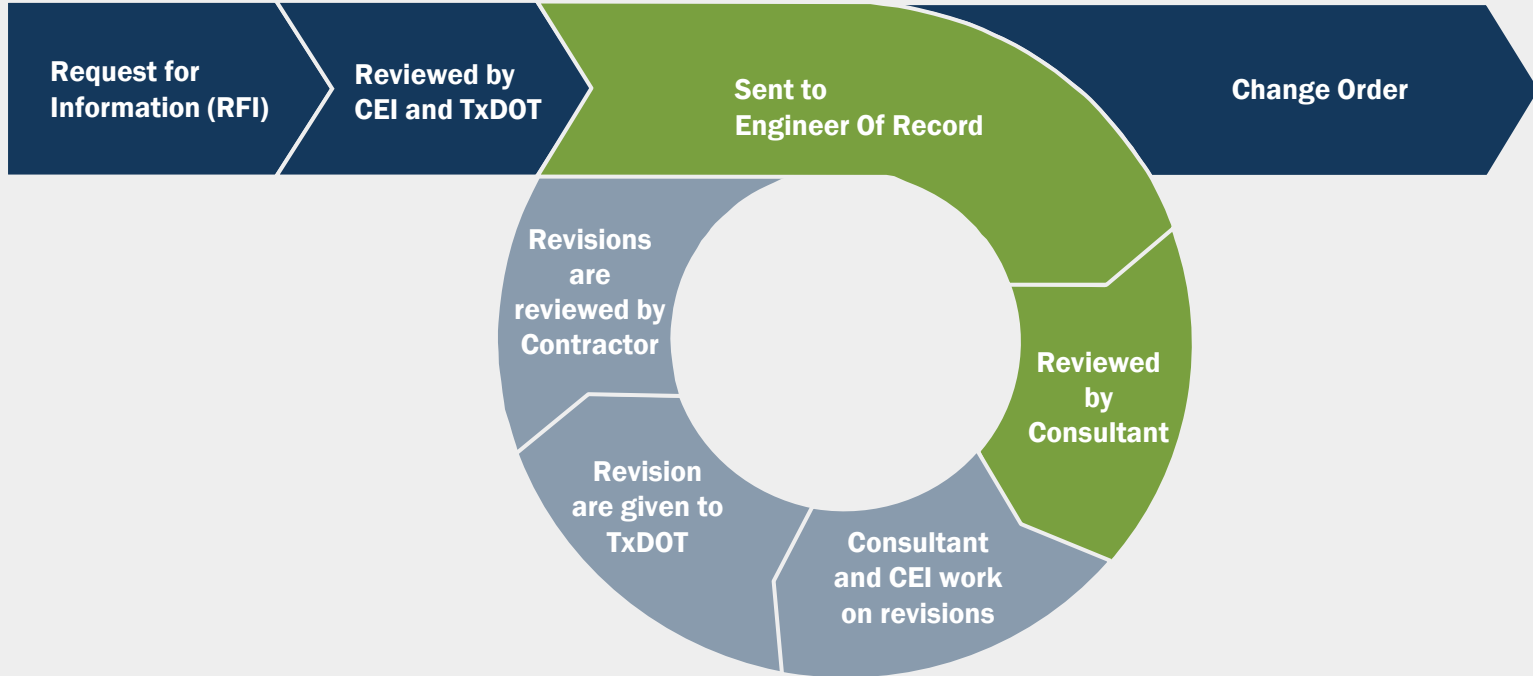 Request for
Information (RFI)
Reviewed by
CEI and TxDOT
Sent to
Engineer Of Record
Change Order
Reviewed
by
Consultant
Consultant
and CEI work
on revisions
Revision
are given to
TxDOT
Revisions
are
reviewed by
Contractor